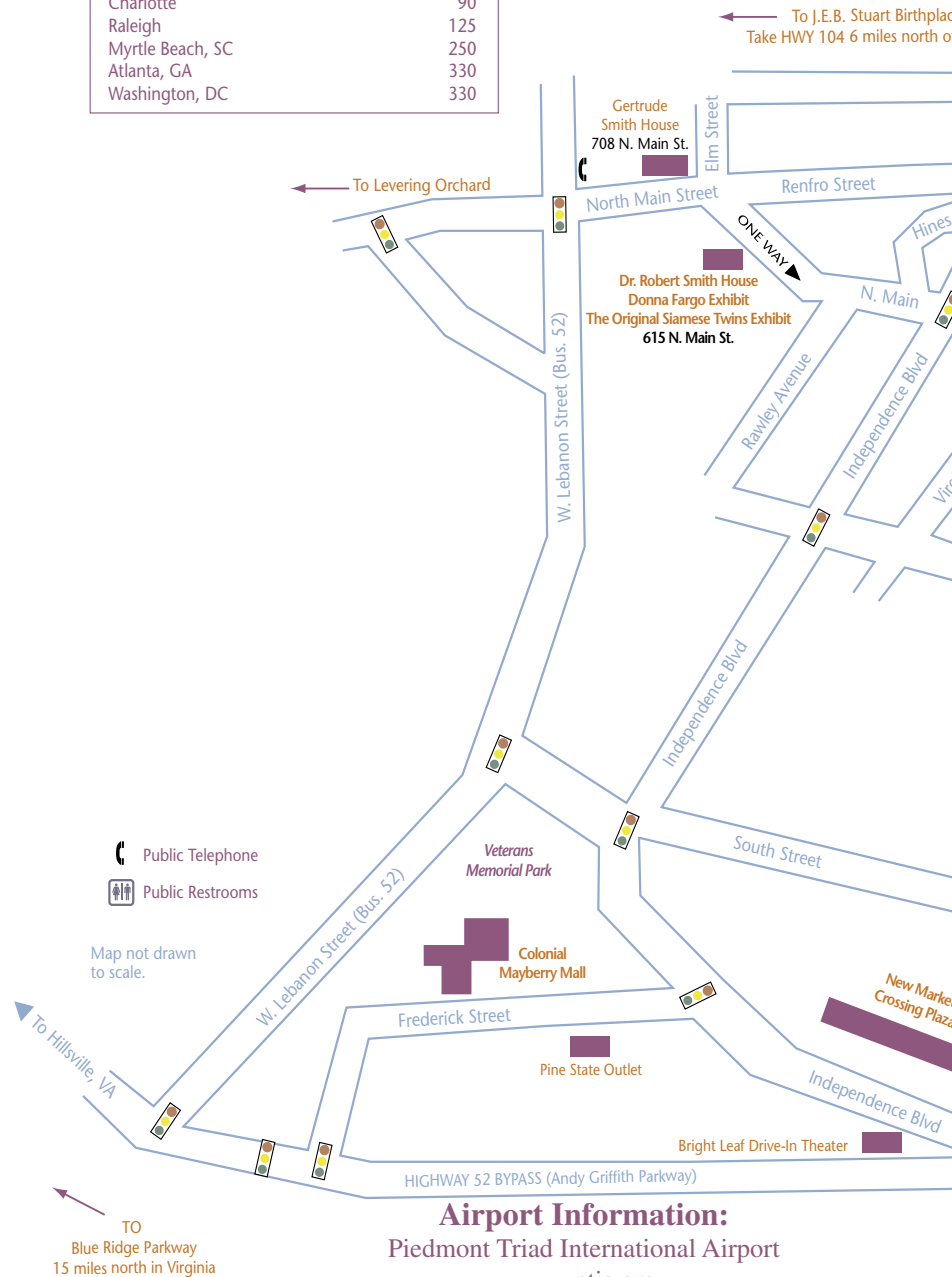 Charlotte 90
Raleigh 125
Myrtle Beach, SC 250
Atlanta, GA 330
Washington, DC 330
To J.E.B. Stuart
Take HWY 104 6 miles north
Gertrude
Smith House
708 N. Main St.
Elm Street
To Levering Orchard
North Main Street
Renfro Street
Hines
ONE WAY
Dr. Robert Smith House
Donna Fargo Exhibit
The Original Siamese Twins Exhibit
615 N. Main St.
N. Main
W. Lebanon Street (Bus. 52)
Rawley Avenue
Independence Blvd
Independence Blvd
South Street
Public Telephone
Public Restrooms
Map not drawn
to scale.
Veterans
Memorial Park
W. Lebanon Street (Bus. 52)
Colonial
Mayberry Mall
New
Crossing Plaza
Frederick Street
Pine State Outlet
To Hillsville, VA
Independence Blvd
Bright Leaf Drive-In Theater
HIGHWAY 52 BYPASS (Andy Griffith Parkway)
TO
Blue Ridge Parkway
15 miles north in Virginia
Airport Information:
Piedmont Triad International Airport